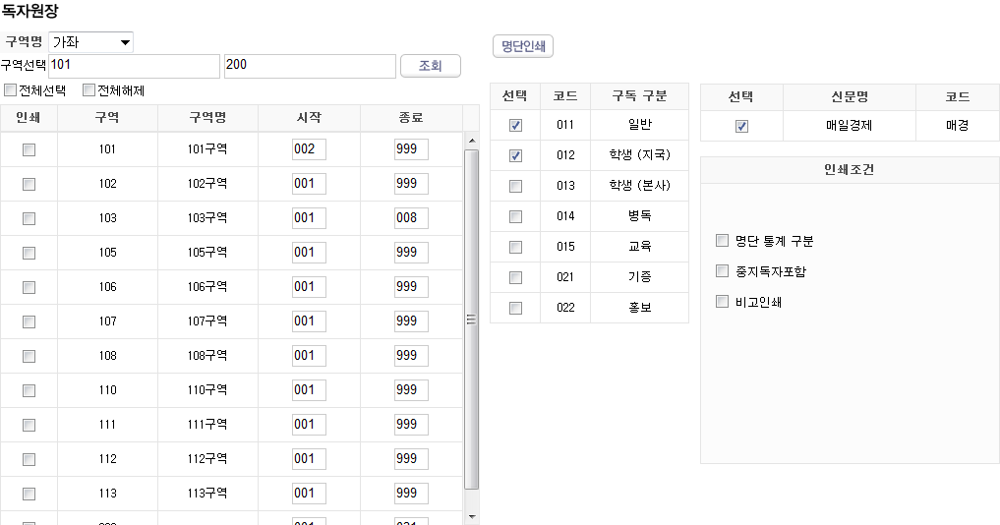 독자원장
구역명 가좌
구역선택 101 200 조회
전체선택 전체해제
인쇄 구역 구역명 시작 종료
101 101구역 002 999
102 102구역 001 999
103 103구역 001 008
105 105구역 001 999
106 106구역 001 999
107 107구역 001 999
108 108구역 001 999
110 110구역 001 999
111 111구역 001 999
112 112구역 001 999
113 113구역 001 999
명단인쇄
선택 코드 구독 구분
011 일반
012 학생 (지국)
013 학생 (본사)
014 병독
015 교육
021 기증
022 홍보
선택 신문명 코드
매일경제 매경
인쇄조건
명단 통계 구분
중지독자포함
비고인쇄